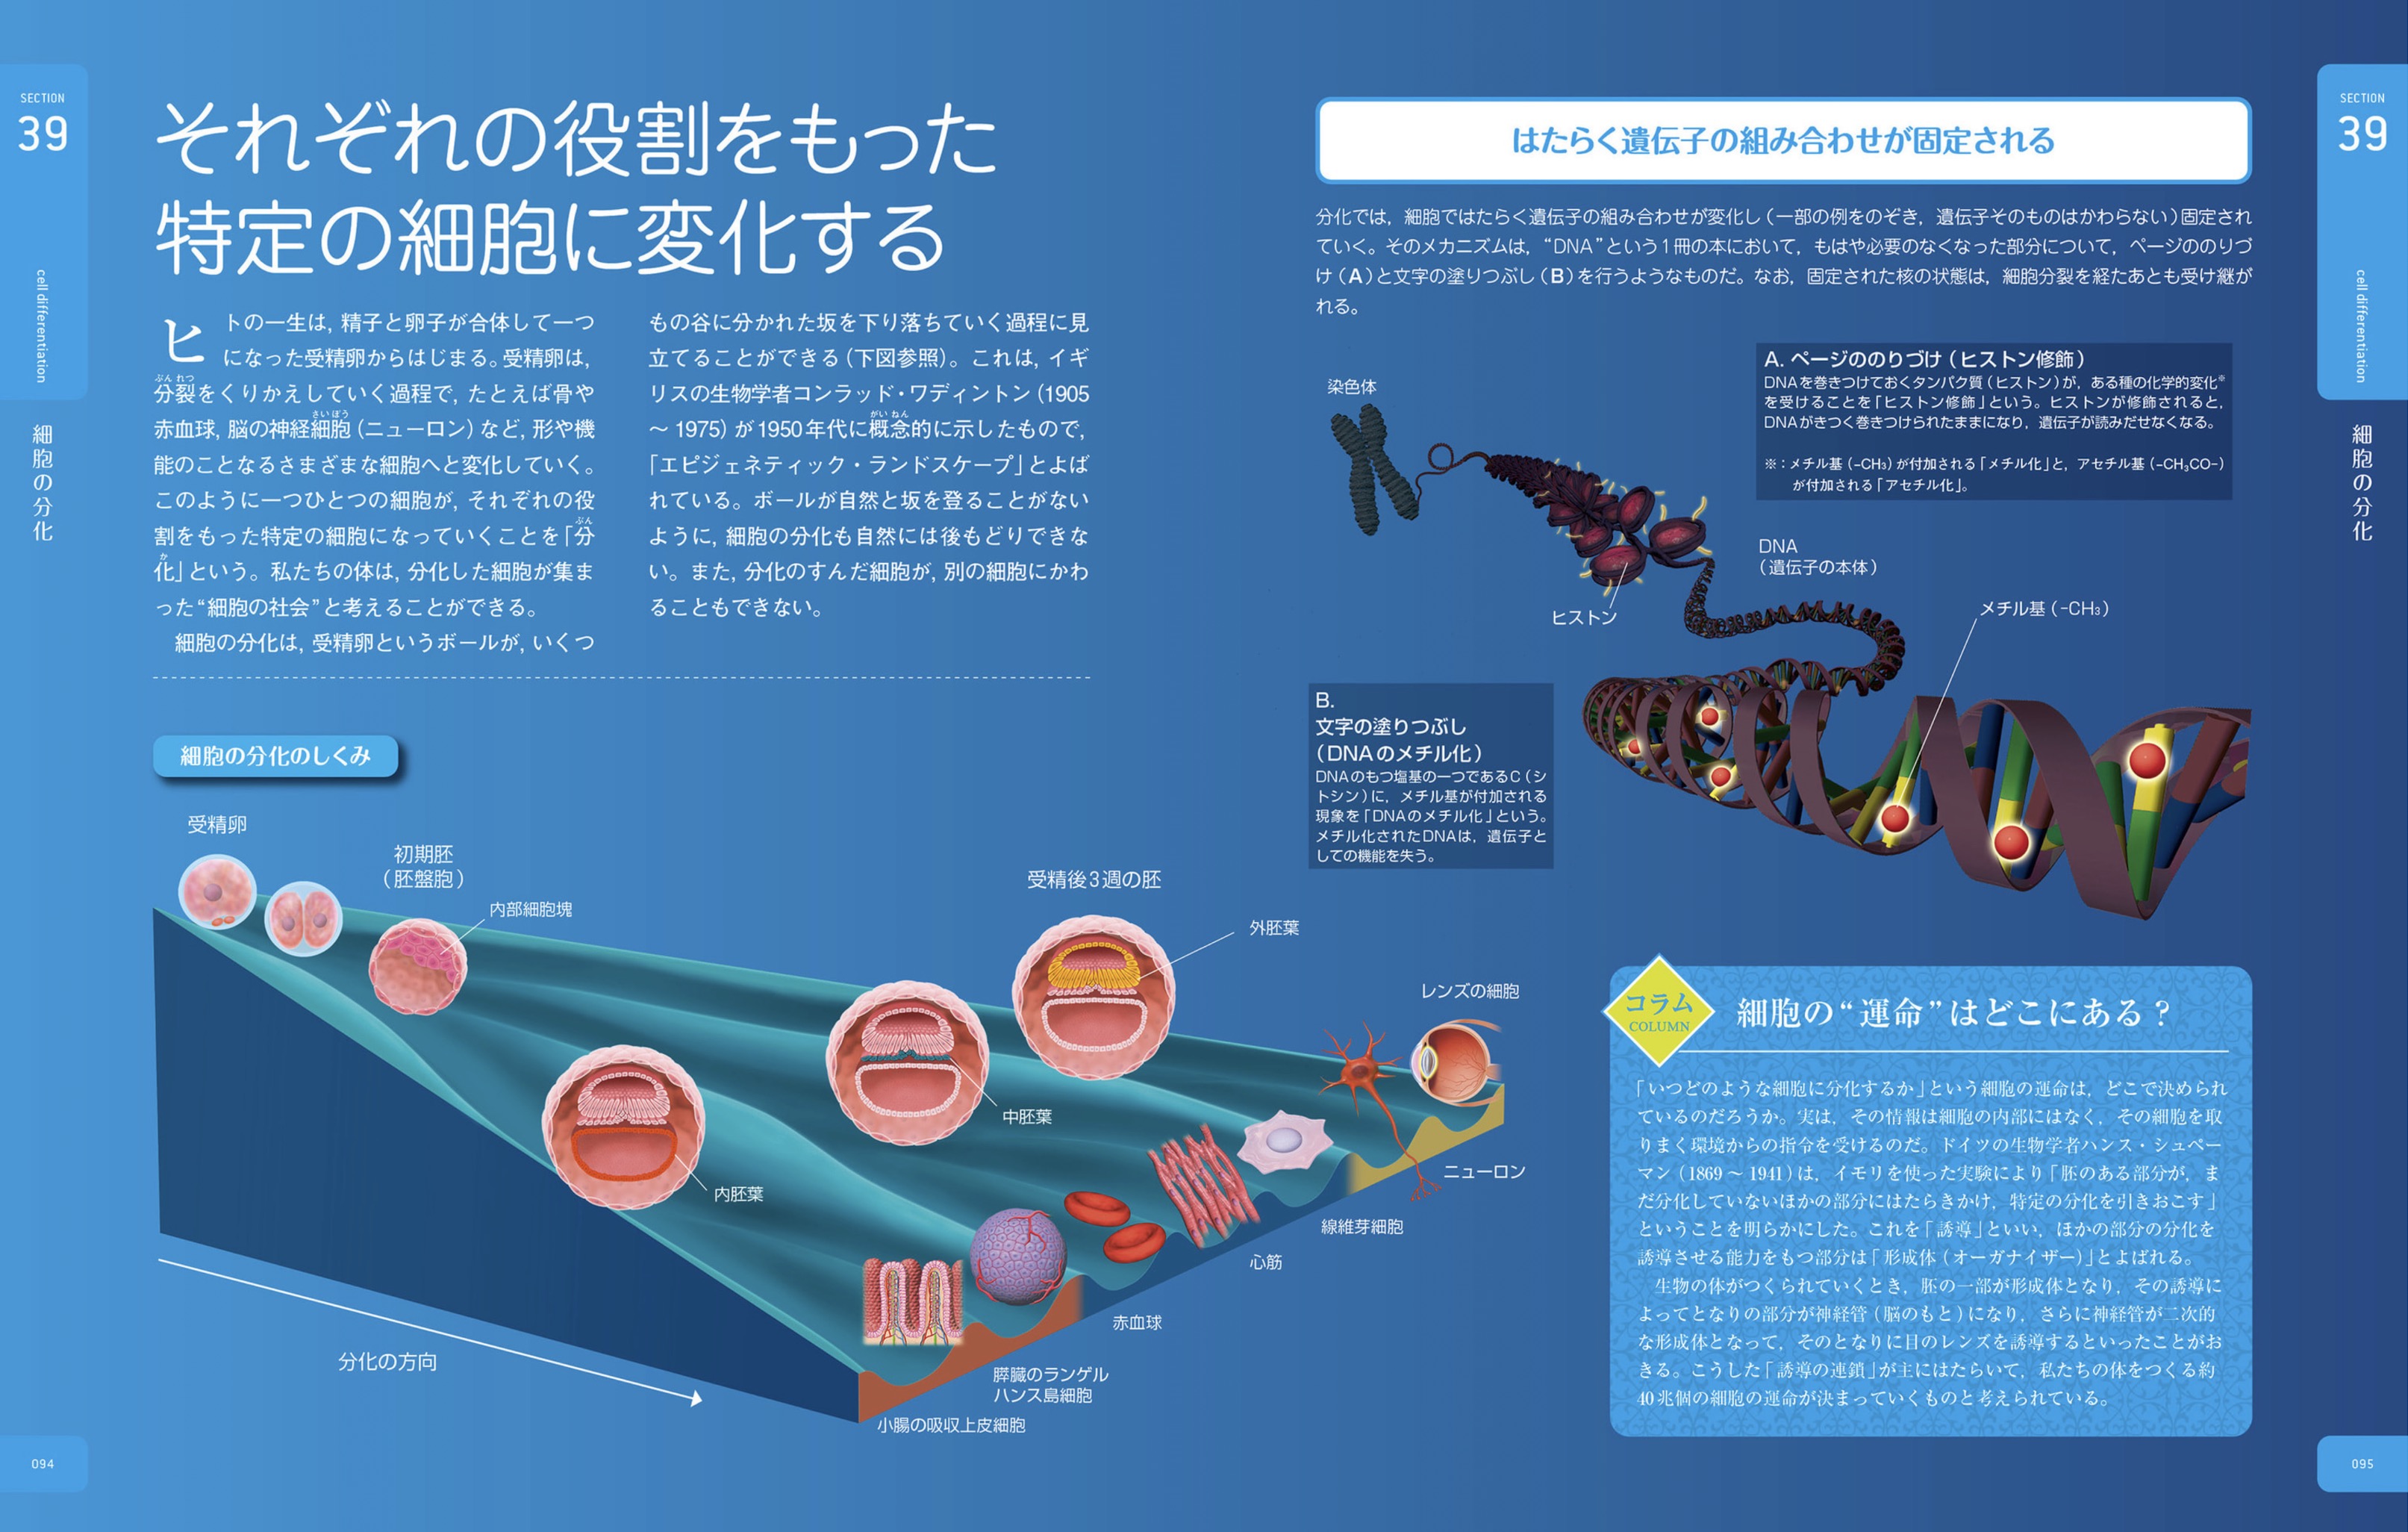 SECTION
39
cell differentiation
細胞の分化
それぞれの役割をもった
特定の細胞に変化する
ヒトの一生は，精子と卵子が合体して一つ
になった受精卵からはじまる。受精卵は，
ぶんれつ
分裂をくりかえしていく過程で，たとえば骨や
さいぼう
赤血球，脳の神経細胞（ニューロン）など，形や機
能のことなるさまざまな細胞へと変化していく。
このように一つひとつの細胞が，それぞれの役
ぶん
割をもった特定の細胞になっていくことを「分
か
化」という。私たちの体は，分化した細胞が集ま
った“細胞の社会”と考えることができる。
細胞の分化は，受精卵というボールが，いくつ
もの谷に分かれた坂を下り落ちていく過程に見
立てることができる（下図参照）。これは，イギ
リスの生物学者コンラッド・ワディントン（1905
がいねん
～1975）が1950年代に概念的に示したもので，
「エピジェネティック・ランドスケープ」とよば
れている。ボールが自然と坂を登ることがない
ように，細胞の分化も自然には後もどりできな
い。また，分化のすんだ細胞が，別の細胞にかわ
ることもできない。
細胞の分化のしくみ
受精卵
初期胚
（胚盤胞）
内部細胞塊
受精後3週の胚
外胚葉
中胚葉
内胚葉
レンズの細胞
ニューロン
線維芽細胞
心筋
赤血球
膵臓のランゲル
ハンス島細胞
小腸の吸収上皮細胞
分化の方向
094
はたらく遺伝子の組み合わせが固定される
分化では，細胞ではたらく遺伝子の組み合わせが変化し（一部の例をのぞき，遺伝子そのものはかわらない）固定され
ていく。そのメカニズムは，“DNA”という1冊の本において，もはや必要のなくなった部分について，ページののりづ
け（A）と文字の塗りつぶし（B）を行うようなものだ。なお，固定された核の状態は，細胞分裂を経たあとも受け継が
れる。
染色体
A. ページののりづけ（ヒストン修飾）
DNAを巻きつけておくタンパク質（ヒストン）が，ある種の化学的変化※
を受けることを「ヒストン修飾」という。ヒストンが修飾されると，
DNAがきつく巻きつけられたままになり，遺伝子が読みだせなくなる。
※：メチル基（-CH₃）が付加される「メチル化」と，アセチル基（-CH₃CO-）
が付加される「アセチル化」。
DNA
（遺伝子の本体）
ヒストン
メチル基（-CH₃）
B.
文字の塗りつぶし
（DNAのメチル化）
DNAのもつ塩基の一つであるC（シ
トシン）に，メチル基が付加される
現象を「DNAのメチル化」という。
メチル化されたDNAは，遺伝子と
しての機能を失う。
コラム
COLUMN
細胞の“運命”はどこにある？
「いつどのような細胞に分化するか」という細胞の運命は，どこで決められ
ているのだろうか。実は，その情報は細胞の内部にはなく，その細胞を取
りまく環境からの指令を受けるのだ。ドイツの生物学者ハンス・シュペー
マン（1869～1941）は，イモリを使った実験により「胚のある部分が，ま
だ分化していないほかの部分にはたらきかけ，特定の分化を引きおこす」
ということを明らかにした。これを「誘導」といい，ほかの部分の分化を
誘導させる能力をもつ部分は「形成体（オーガナイザー）」とよばれる。
生物の体がつくられていくとき，胚の一部が形成体となり，その誘導に
よってとなりの部分が神経管（脳のもと）になり，さらに神経管が二次的
な形成体となって，そのとなりに目のレンズを誘導するといったことがお
きる。こうした「誘導の連鎖」が主にはたらいて，私たちの体をつくる約
40兆個の細胞の運命が決まっていくものと考えられている。
SECTION
39
cell differentiation
細胞の分化
095